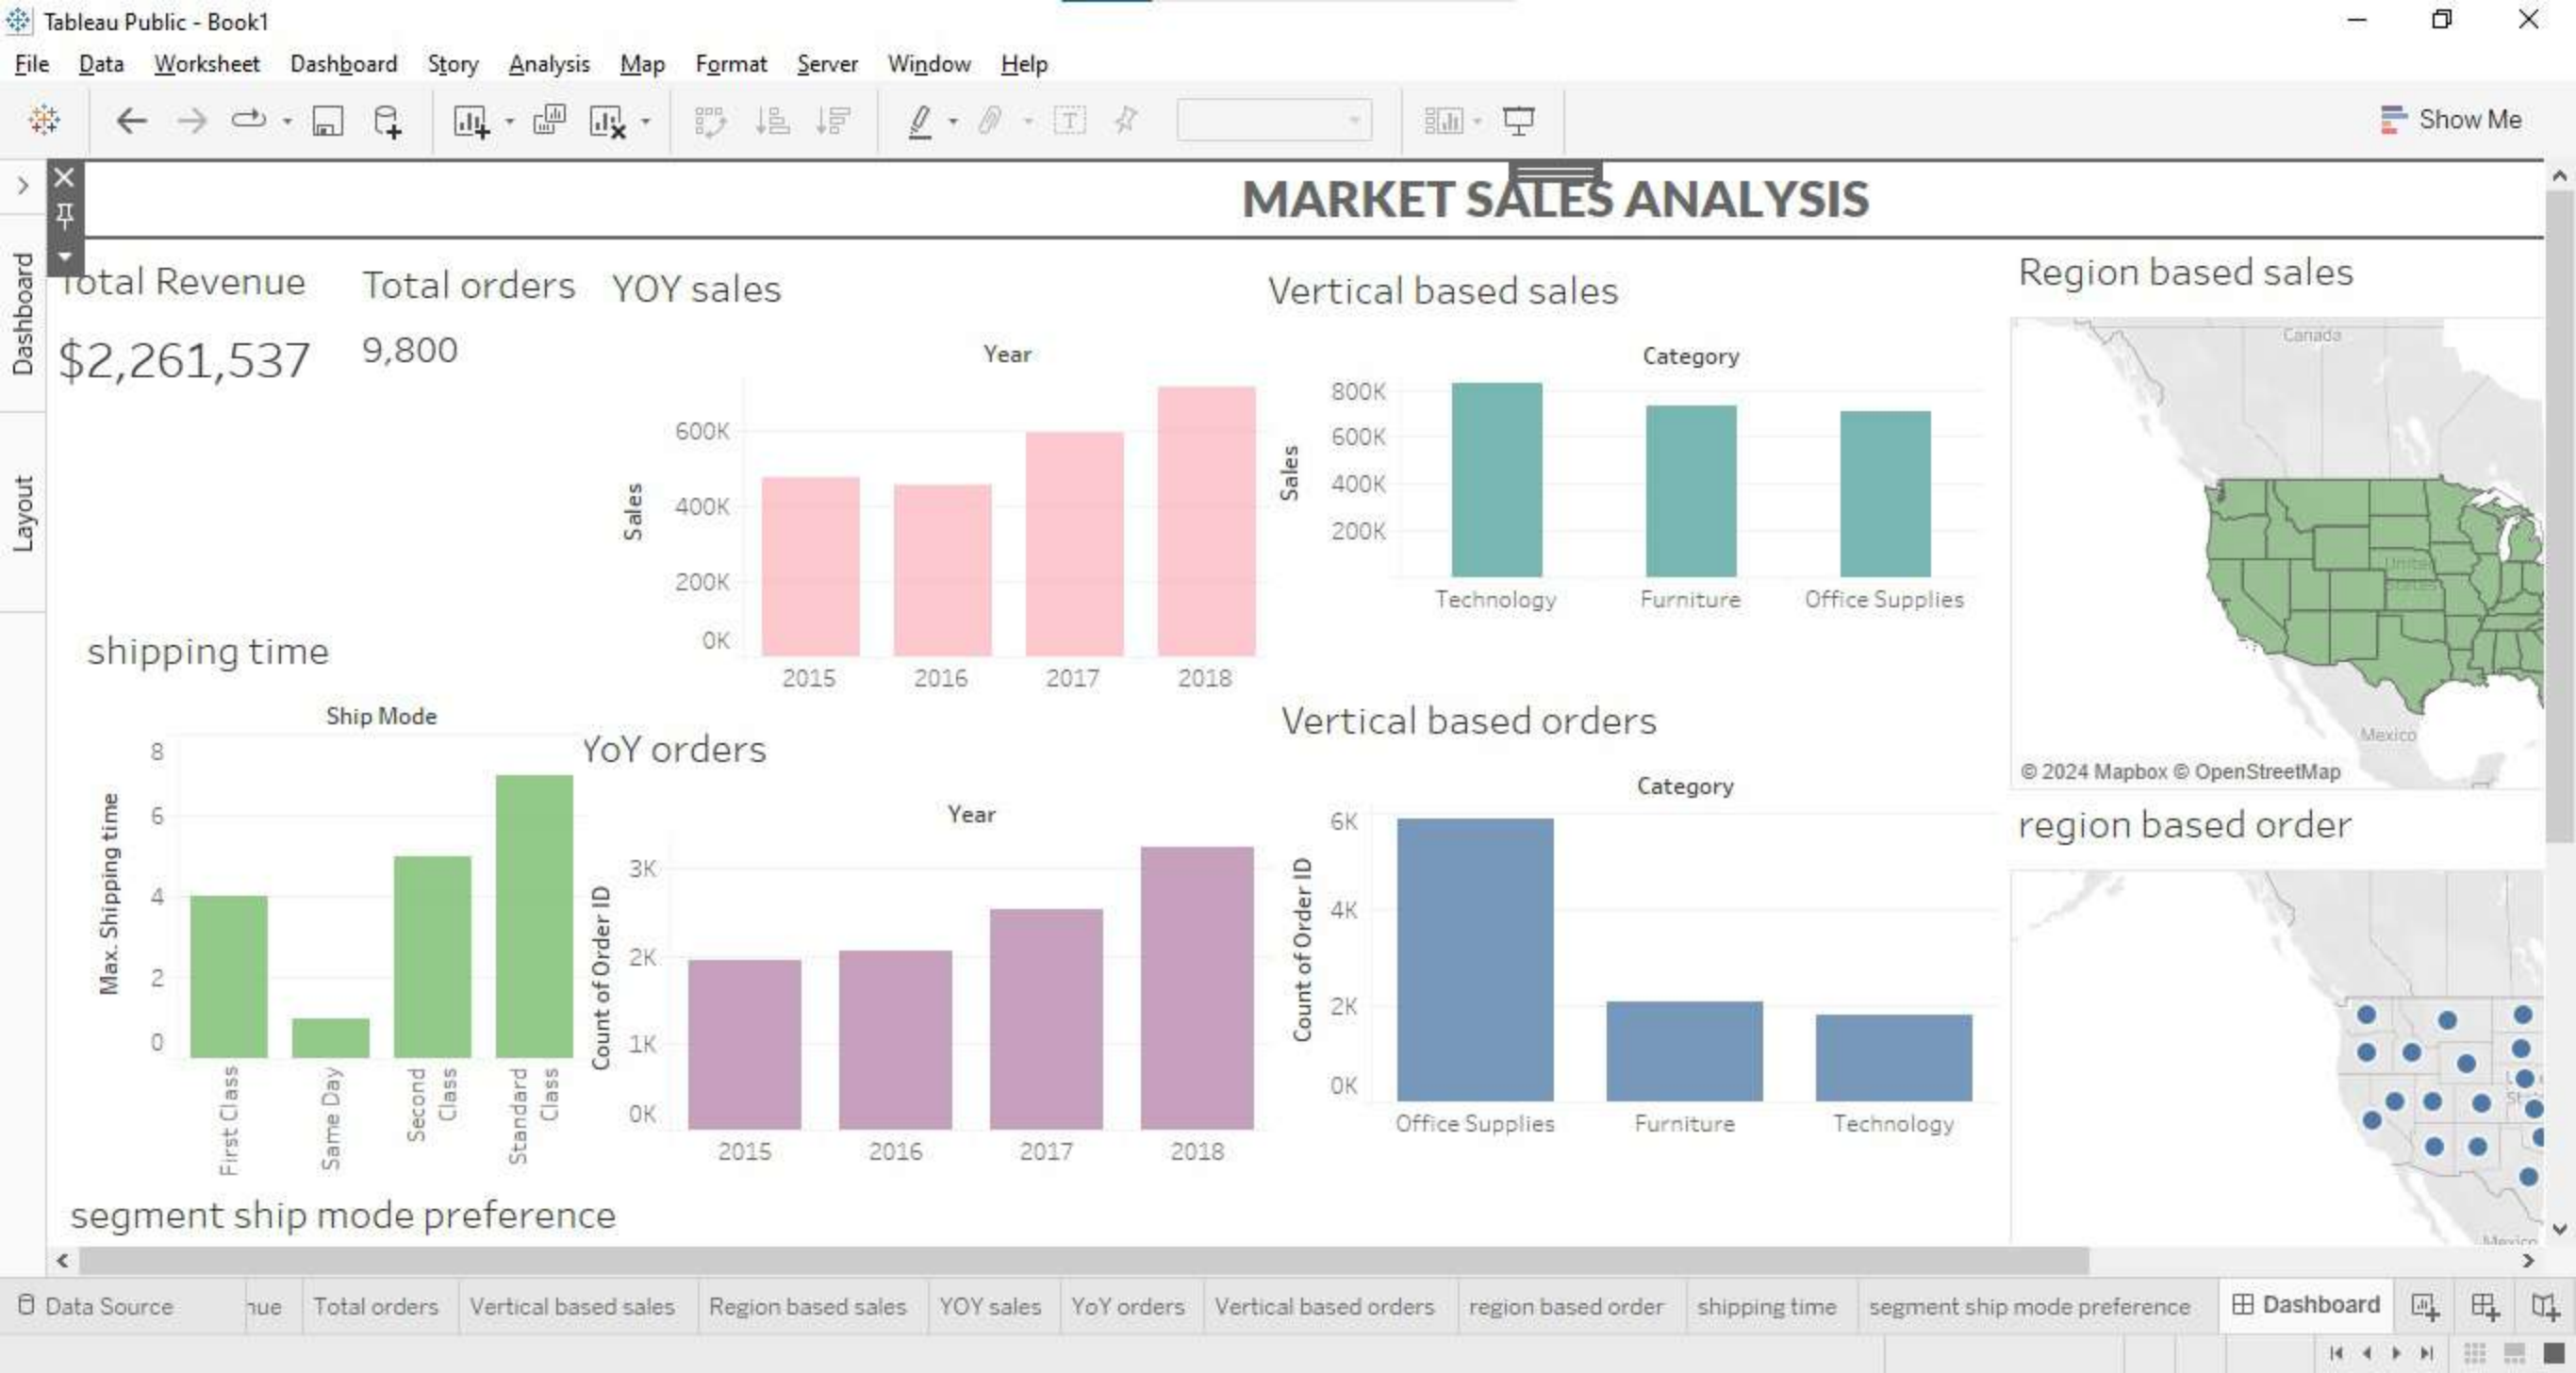 Tableau Public - Book1
File Data Worksheet Dashboard Story Analysis Map Format Server Window Help
Show Me
MARKET SALES ANALYSIS
Dashboard
Layout
Total Revenue
$2,261,537
Total orders
9,800
YOY sales
Year
Sales
600K
400K
200K
0K
2015 2016 2017 2018
Vertical based sales
Category
Sales
800K
600K
400K
200K
Technology Furniture Office Supplies
Region based sales
Canada
United
States
Mexico
© 2024 Mapbox © OpenStreetMap
shipping time
Ship Mode
Max. Shipping time
8
6
4
2
0
First Class
Same Day
Second
Class
Standard
Class
YoY orders
Year
Count of Order ID
3K
2K
1K
0K
2015 2016 2017 2018
Vertical based orders
Category
Count of Order ID
6K
4K
2K
0K
Office Supplies Furniture Technology
region based order
Mexico
segment ship mode preference
Data Source nue Total orders Vertical based sales Region based sales YOY sales YoY orders Vertical based orders region based order shipping time segment ship mode preference Dashboard